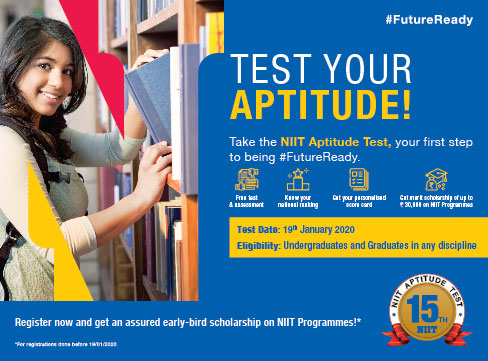 #FutureReady
TEST YOUR
APTITUDE!
Take the NIIT Aptitude Test, your first step
to being #FutureReady.
Free test
& assessment
Know your
national ranking
Get your personalised
score card
Get merit scholarship of up to
₹ 30,000 on NIIT Programmes
Test Date: 19th January 2020
Eligibility: Undergraduates and Graduates in any discipline
NIIT APTITUDE TEST
15TH
NIIT
Register now and get an assured early-bird scholarship on NIIT Programmes!*
*For registrations done before 19/01/2020